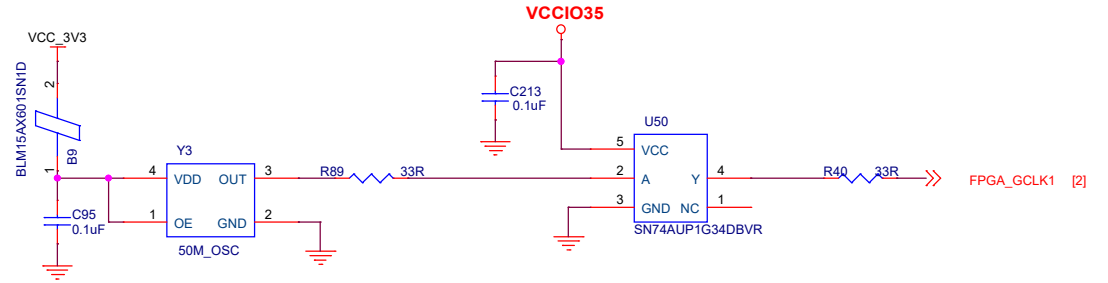 VCCIO35
VCC_3V3
2
BLM15AX601SN1D
B9
1
C95
0.1uF
Y3
4 VDD OUT 3
1 OE GND 2
50M_OSC
R89 33R
C213
0.1uF
U50
5 VCC
2 A Y 4
3 GND NC 1
SN74AUP1G34DBVR
R40 33R
FPGA_GCLK1 [2]